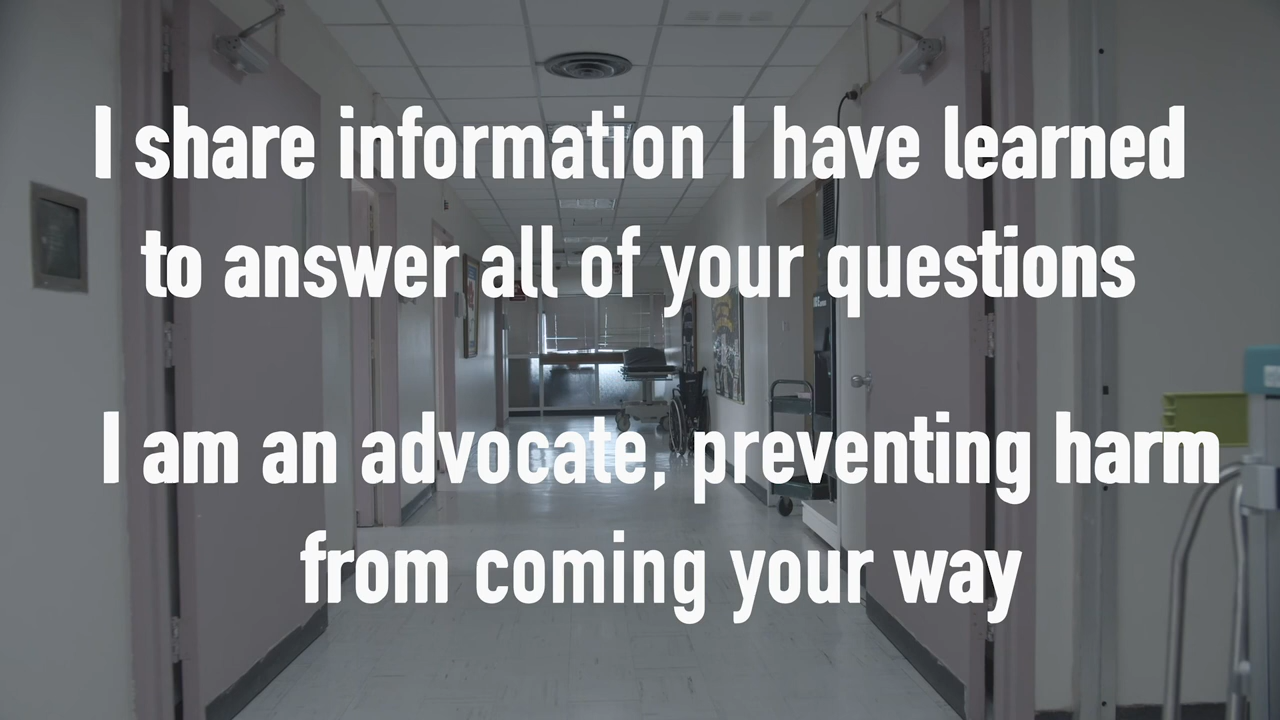 I share information I have learned
to answer all of your questions
I am an advocate, preventing harm
from coming your way